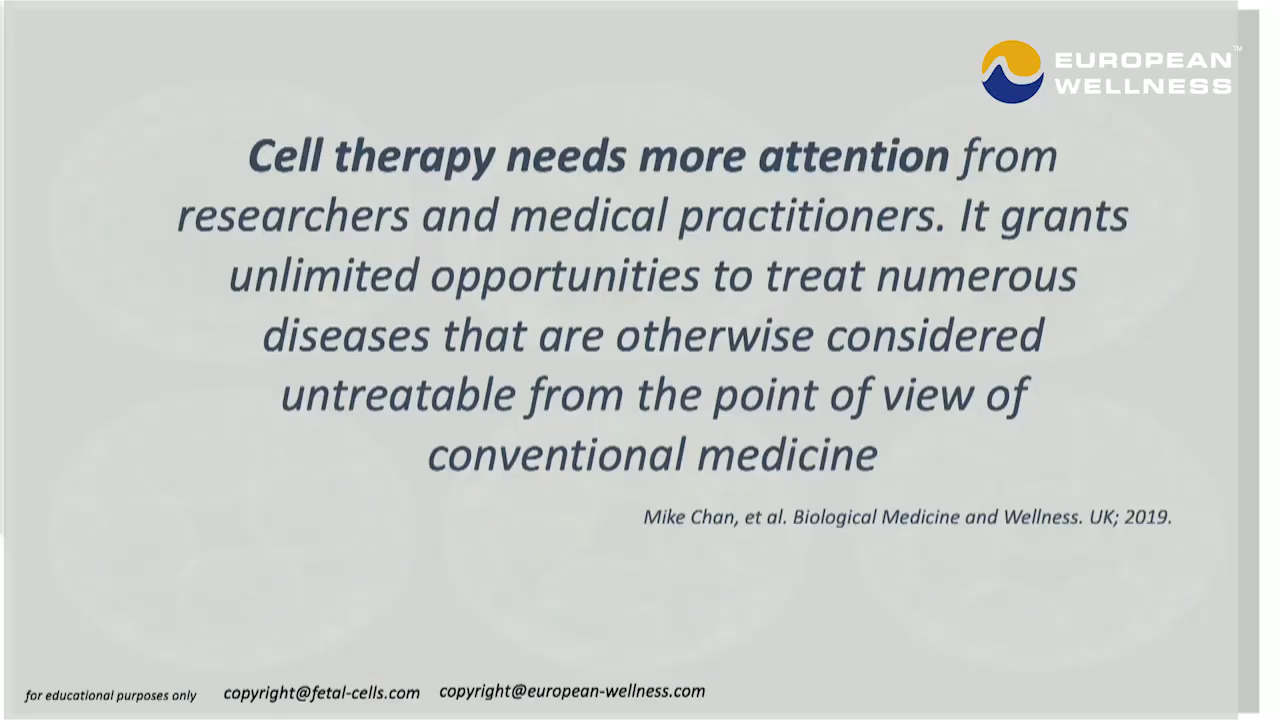 EUROPEAN™
WELLNESS
Cell therapy needs more attention from
researchers and medical practitioners. It grants
unlimited opportunities to treat numerous
diseases that are otherwise considered
untreatable from the point of view of
conventional medicine
Mike Chan, et al. Biological Medicine and Wellness. UK; 2019.
for educational purposes only copyright@fetal-cells.com copyright@european-wellness.com